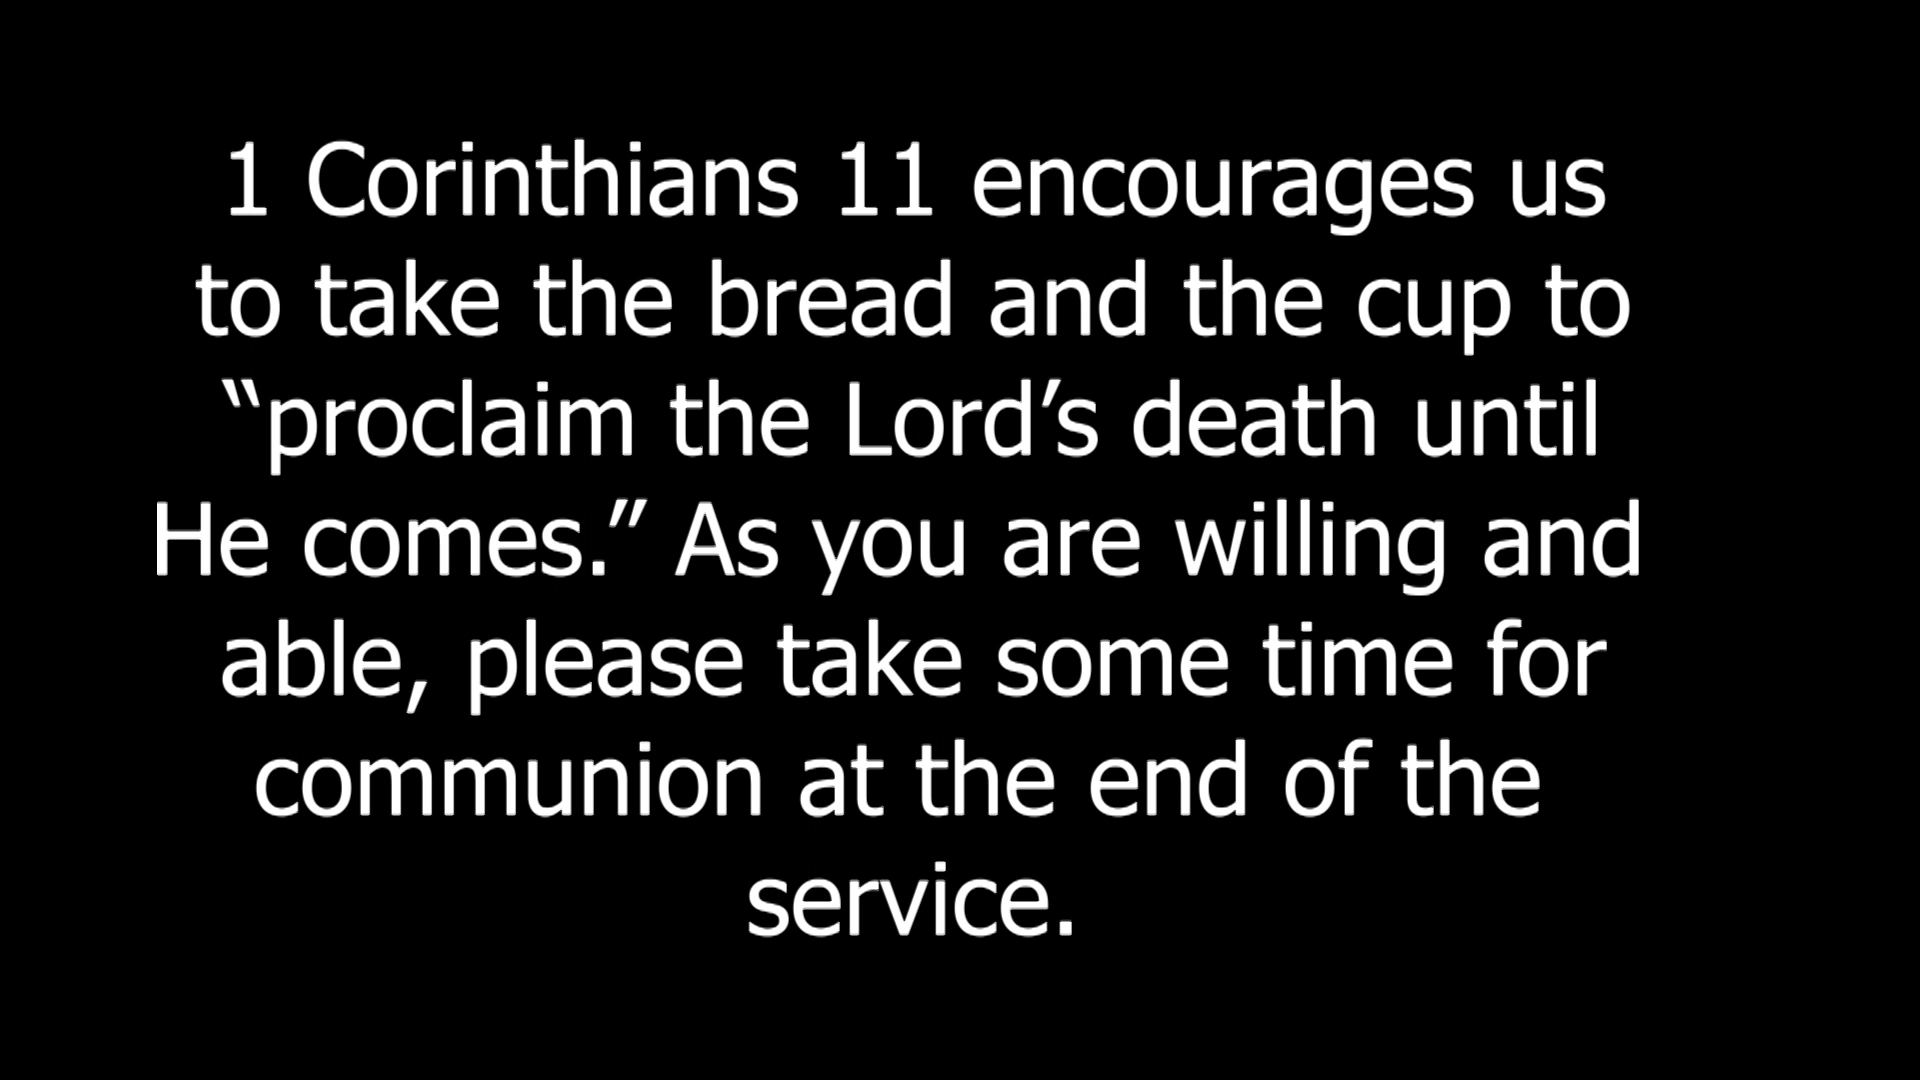 1 Corinthians 11 encourages us
to take the bread and the cup to
“proclaim the Lord’s death until
He comes.” As you are willing and
able, please take some time for
communion at the end of the
service.